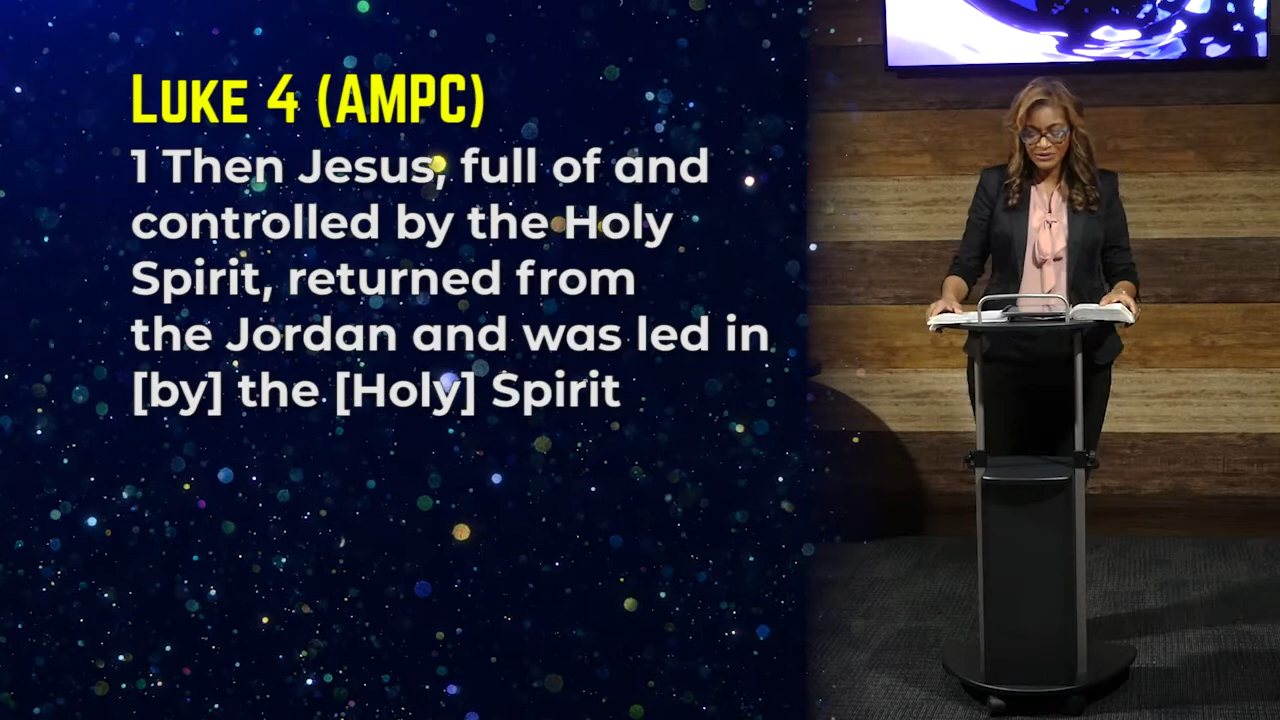 Luke 4 (AMPC)
1 Then Jesus, full of and
controlled by the Holy
Spirit, returned from
the Jordan and was led in
[by] the [Holy] Spirit